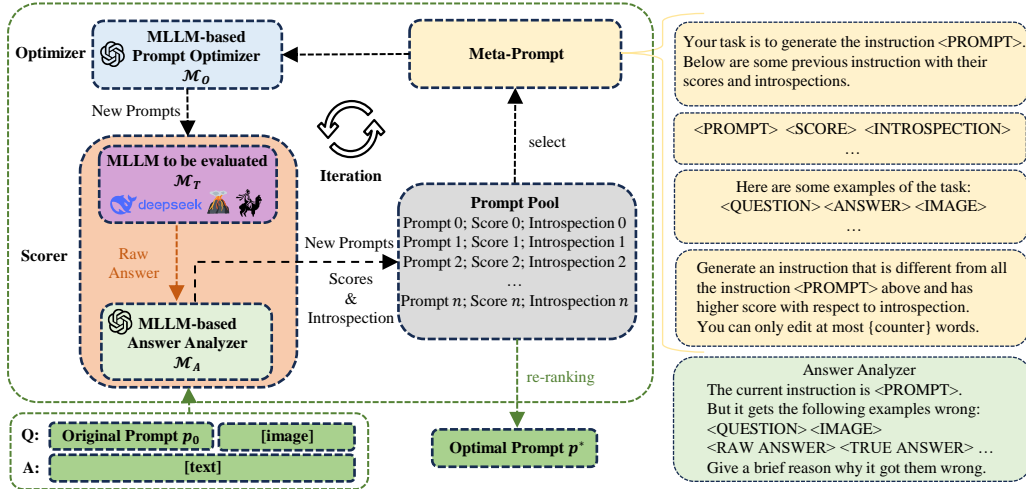 Optimizer
MLLM-based
Prompt Optimizer
ℳ_O
Meta-Prompt
New Prompts
Iteration
select
Scorer
MLLM to be evaluated
ℳ_T
deepseek
Raw
Answer
MLLM-based
Answer Analyzer
ℳ_A
New Prompts
Scores
&
Introspection
Prompt Pool
Prompt 0; Score 0; Introspection 0
Prompt 1; Score 1; Introspection 1
Prompt 2; Score 2; Introspection 2
…
Prompt n; Score n; Introspection n
re-ranking
Q:
Original Prompt p₀
[image]
A:
[text]
Optimal Prompt p*
Your task is to generate the instruction <PROMPT>.
Below are some previous instruction with their
scores and introspections.
<PROMPT> <SCORE> <INTROSPECTION>
…
Here are some examples of the task:
<QUESTION> <ANSWER> <IMAGE>
…
Generate an instruction that is different from all
the instruction <PROMPT> above and has
higher score with respect to introspection.
You can only edit at most {counter} words.
Answer Analyzer
The current instruction is <PROMPT>.
But it gets the following examples wrong:
<QUESTION> <IMAGE>
<RAW ANSWER> <TRUE ANSWER> …
Give a brief reason why it got them wrong.